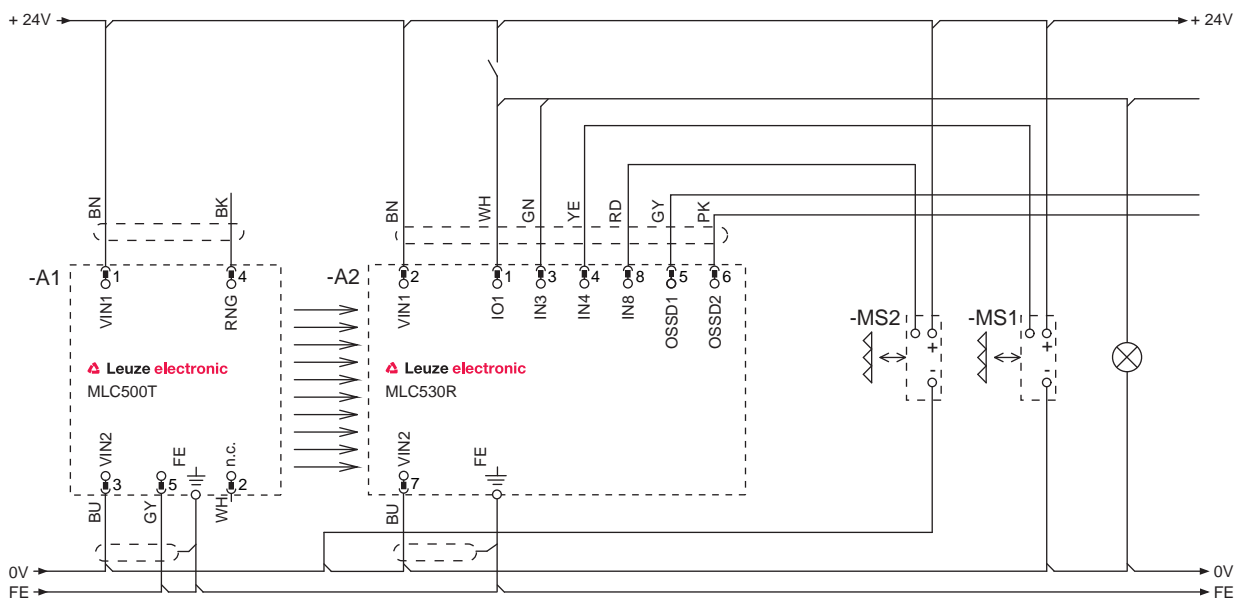 + 24V
+ 24V
BN
BK
BN
WH
GN
YE
RD
GY
PK
-A1
1
4
-A2
2
1
3
4
8
5
6
VIN1
RNG
VIN1
IO1
IN3
IN4
IN8
OSSD1
OSSD2
-MS2
-MS1
+
+
-
-
Leuze electronic
MLC500T
Leuze electronic
MLC530R
VIN2
FE
n.c.
VIN2
FE
3
5
2
7
BU
GY
WH
BU
0V
0V
FE
FE